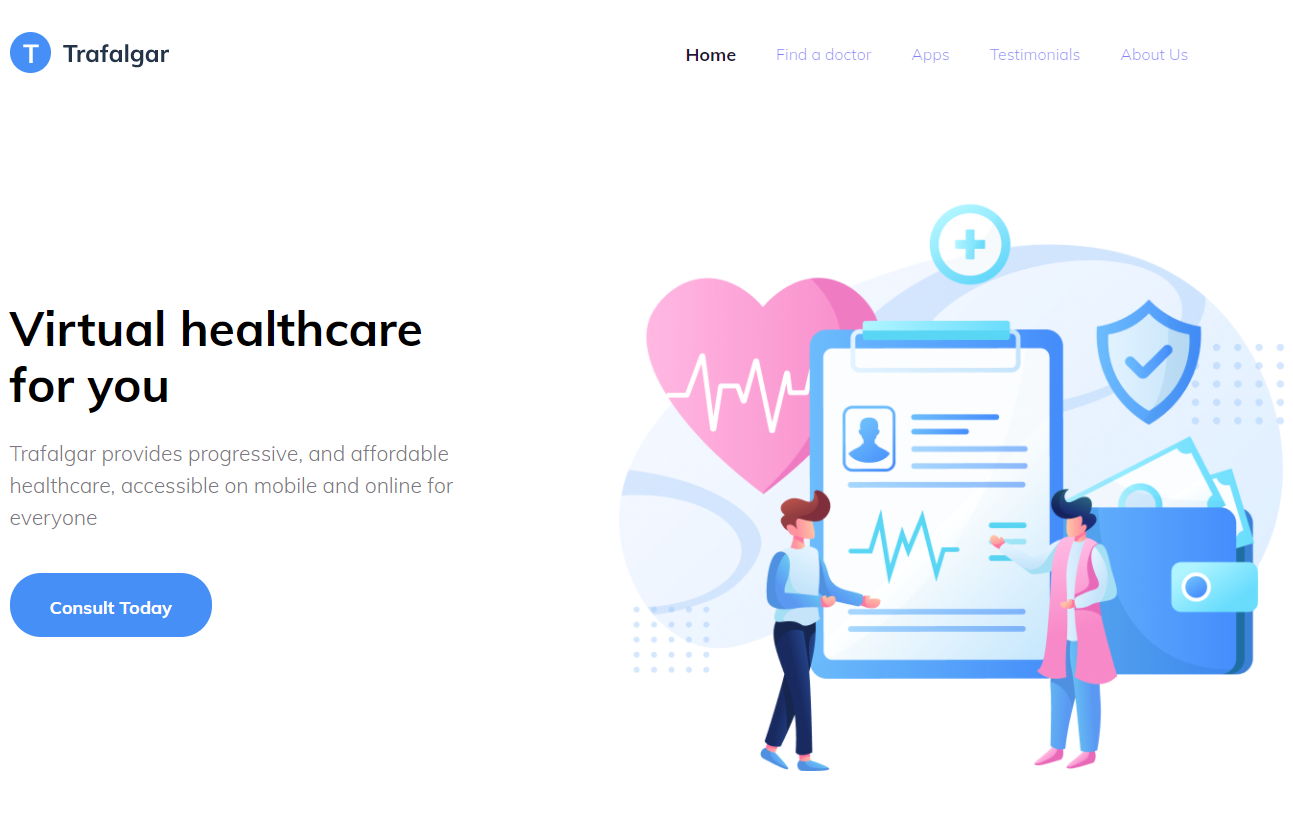 T Trafalgar
Home Find a doctor Apps Testimonials About Us
Virtual healthcare
for you
Trafalgar provides progressive, and affordable
healthcare, accessible on mobile and online for
everyone
Consult Today